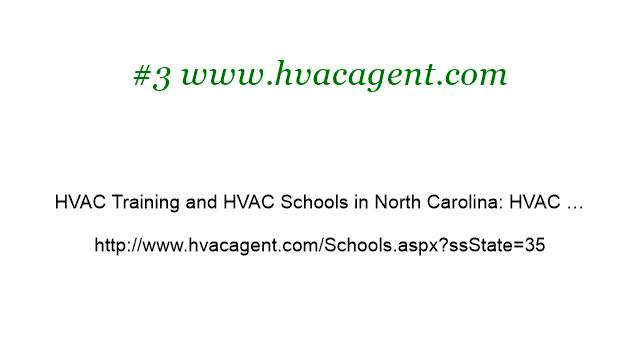 #3 www.hvacagent.com
HVAC Training and HVAC Schools in North Carolina: HVAC ...
http://www.hvacagent.com/Schools.aspx?ssState=35